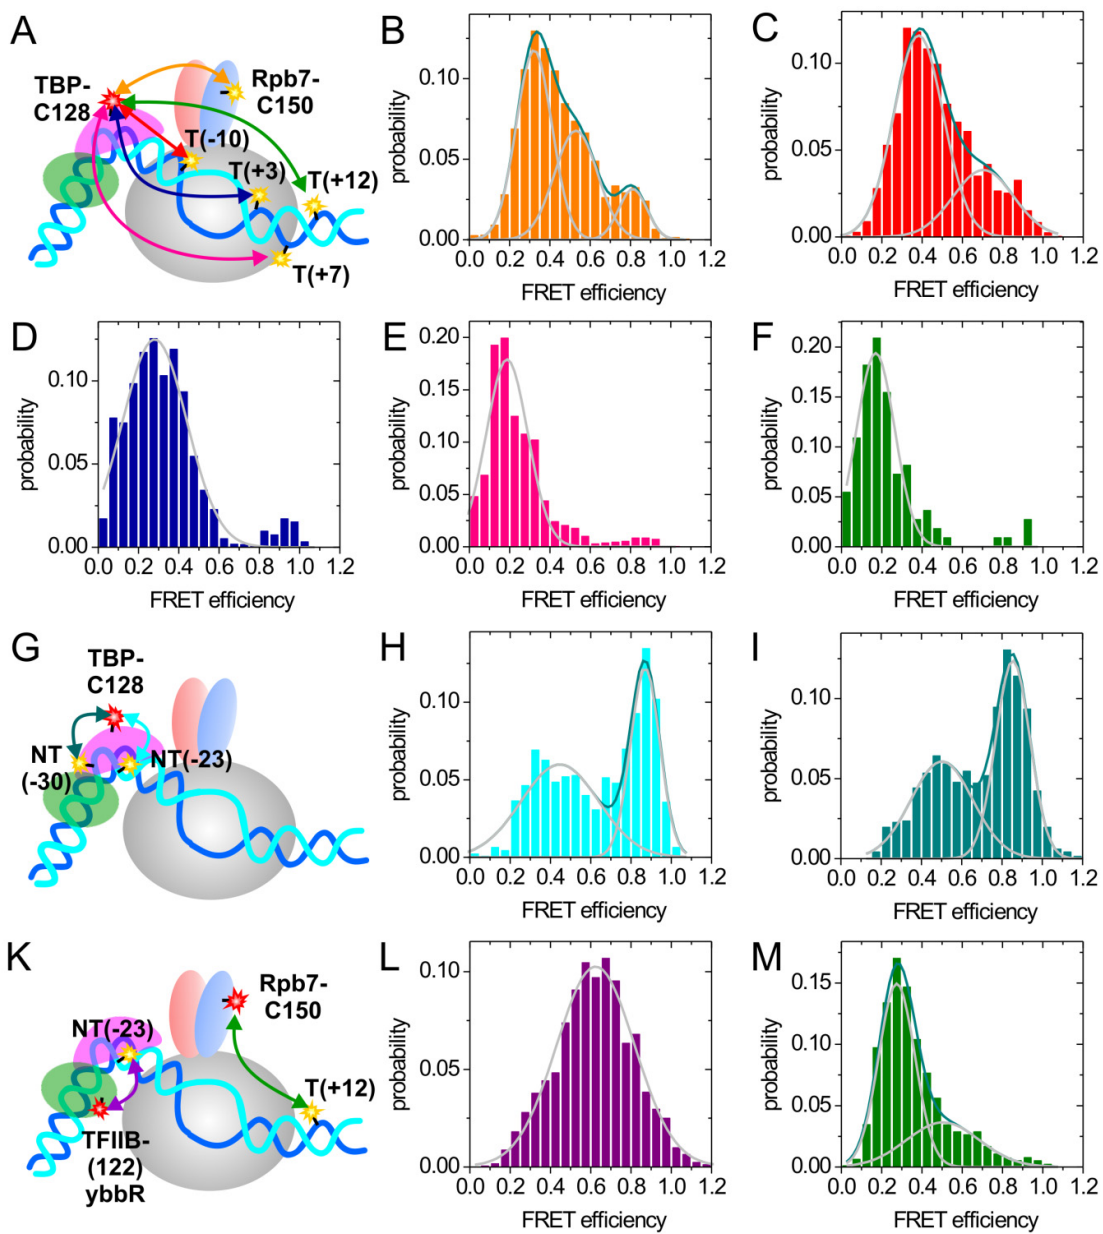 A
TBP-
C128
Rpb7-
C150
T(-10)
T(+3)
T(+12)
T(+7)
B
probability
0.10
0.05
0.00
0.0 0.2 0.4 0.6 0.8 1.0 1.2
FRET efficiency
C
probability
0.10
0.05
0.00
0.0 0.2 0.4 0.6 0.8 1.0 1.2
FRET efficiency
D
probability
0.10
0.05
0.00
0.0 0.2 0.4 0.6 0.8 1.0 1.2
FRET efficiency
E
probability
0.20
0.15
0.10
0.05
0.00
0.0 0.2 0.4 0.6 0.8 1.0 1.2
FRET efficiency
F
probability
0.20
0.15
0.10
0.05
0.00
0.0 0.2 0.4 0.6 0.8 1.0 1.2
FRET efficiency
G
TBP-
C128
NT
(-30)
NT(-23)
H
probability
0.10
0.05
0.00
0.0 0.2 0.4 0.6 0.8 1.0 1.2
FRET efficiency
I
probability
0.10
0.05
0.00
0.0 0.2 0.4 0.6 0.8 1.0 1.2
FRET efficiency
K
Rpb7-
C150
NT(-23)
T(+12)
TFIIB-
(122)
ybbR
L
probability
0.10
0.05
0.00
0.0 0.2 0.4 0.6 0.8 1.0 1.2
FRET efficiency
M
probability
0.15
0.10
0.05
0.00
0.0 0.2 0.4 0.6 0.8 1.0 1.2
FRET efficiency